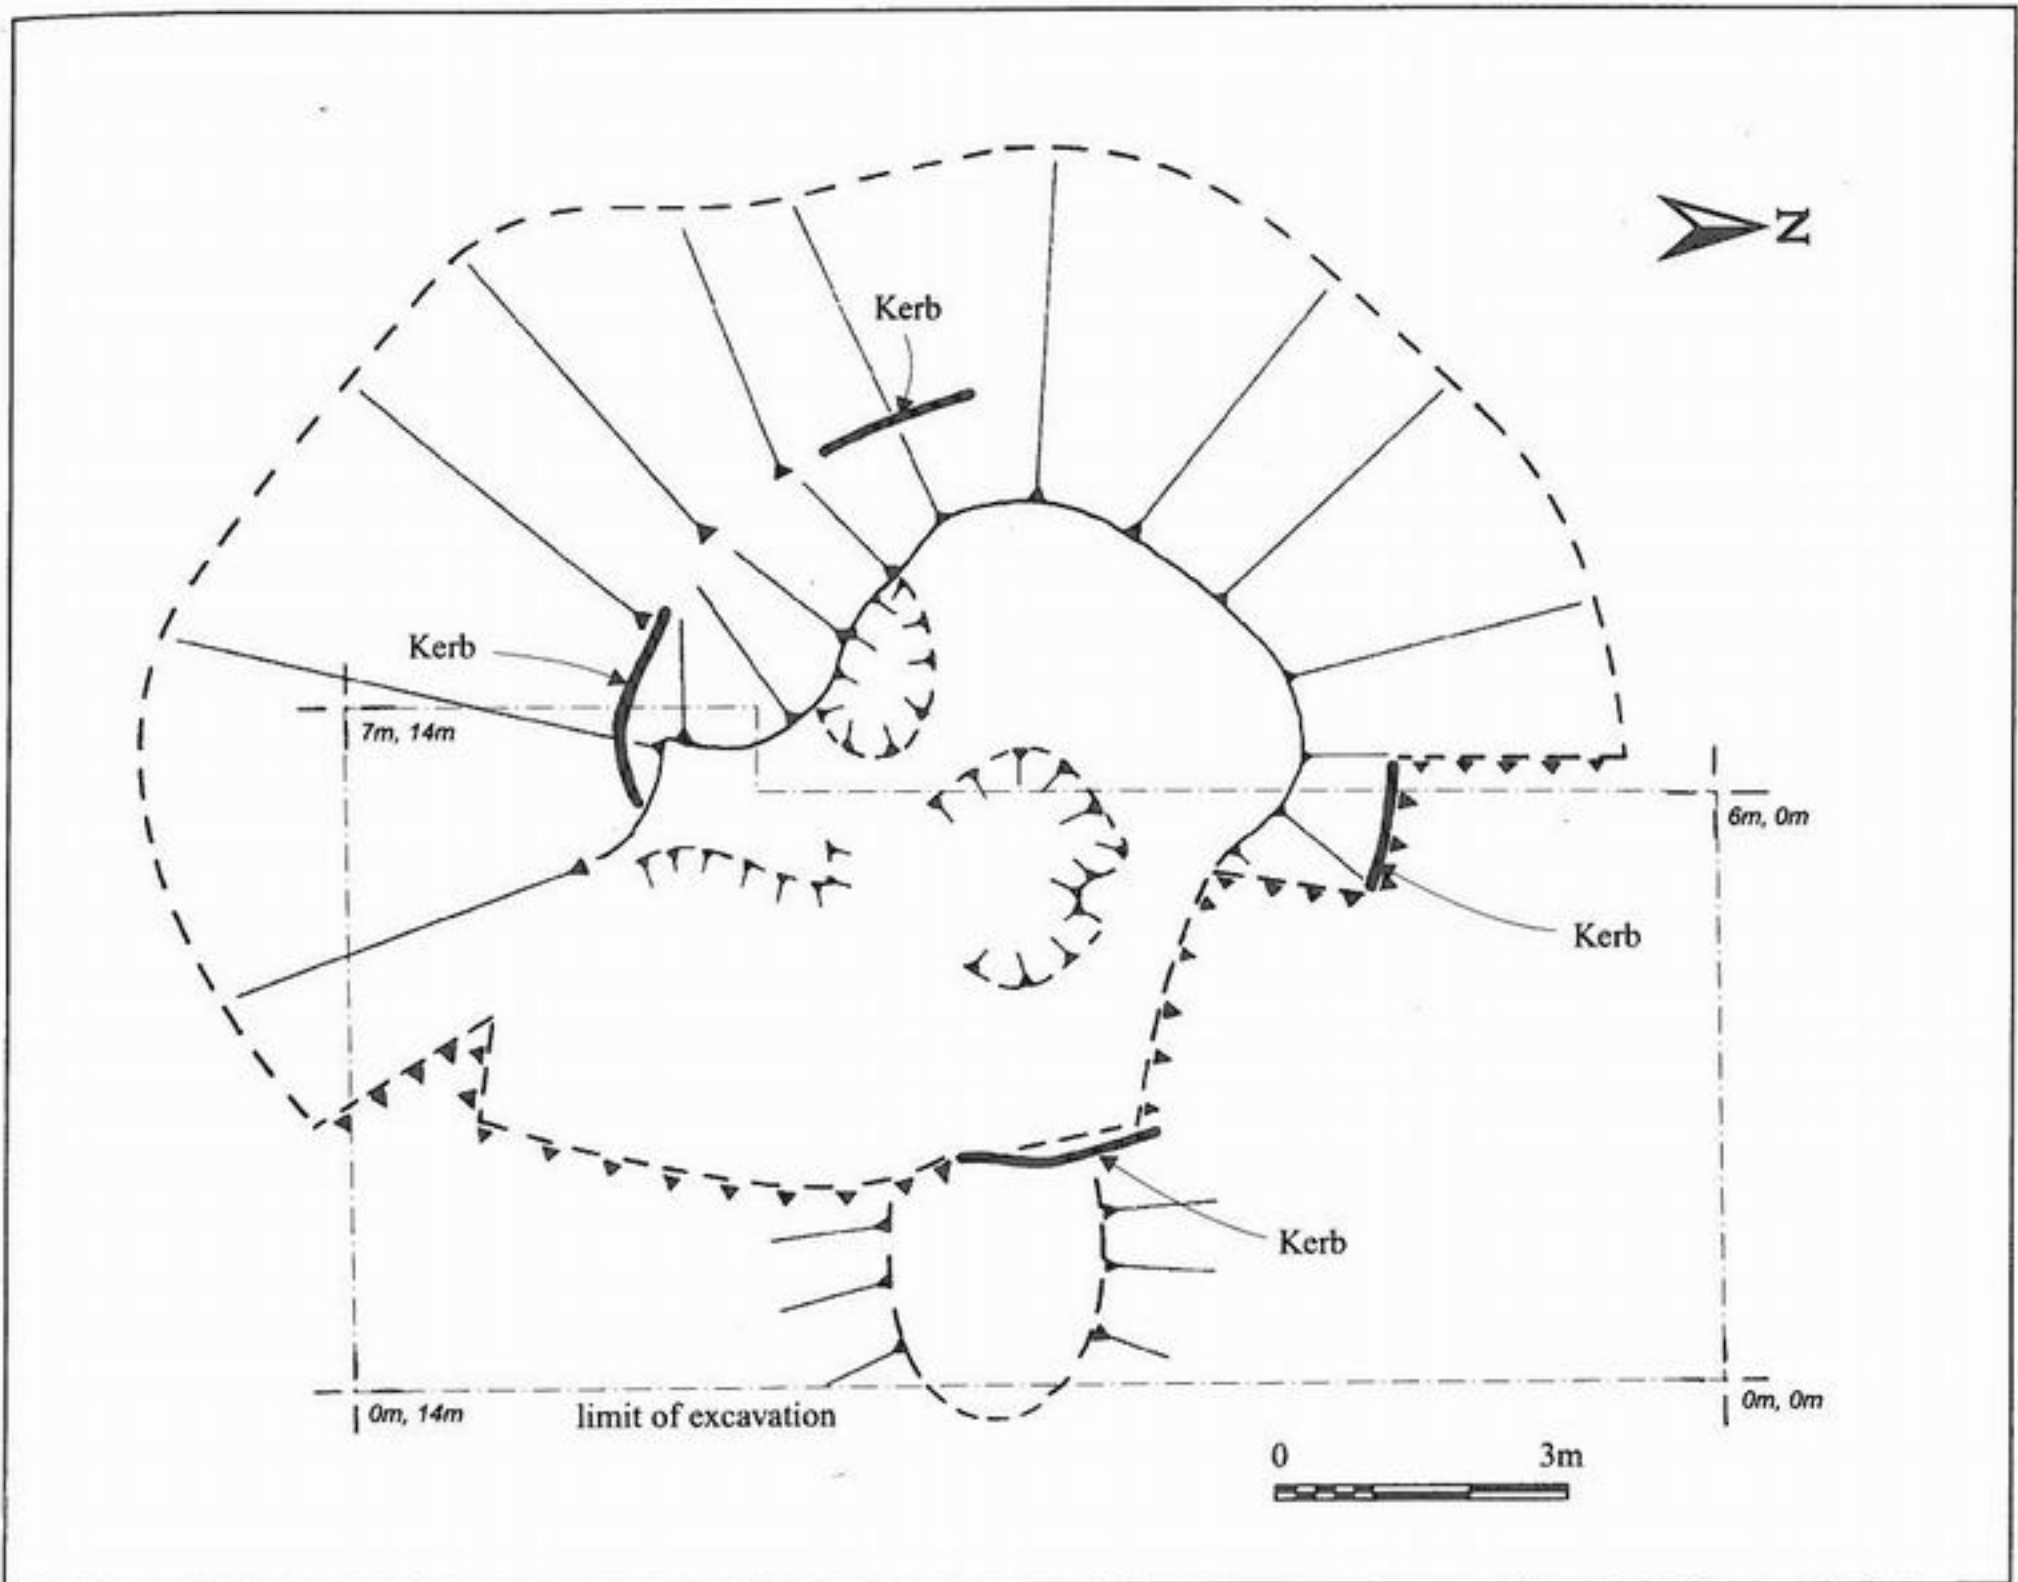 N
Kerb
Kerb
7m, 14m
6m, 0m
Kerb
Kerb
0m, 14m
limit of excavation
0m, 0m
0 3m